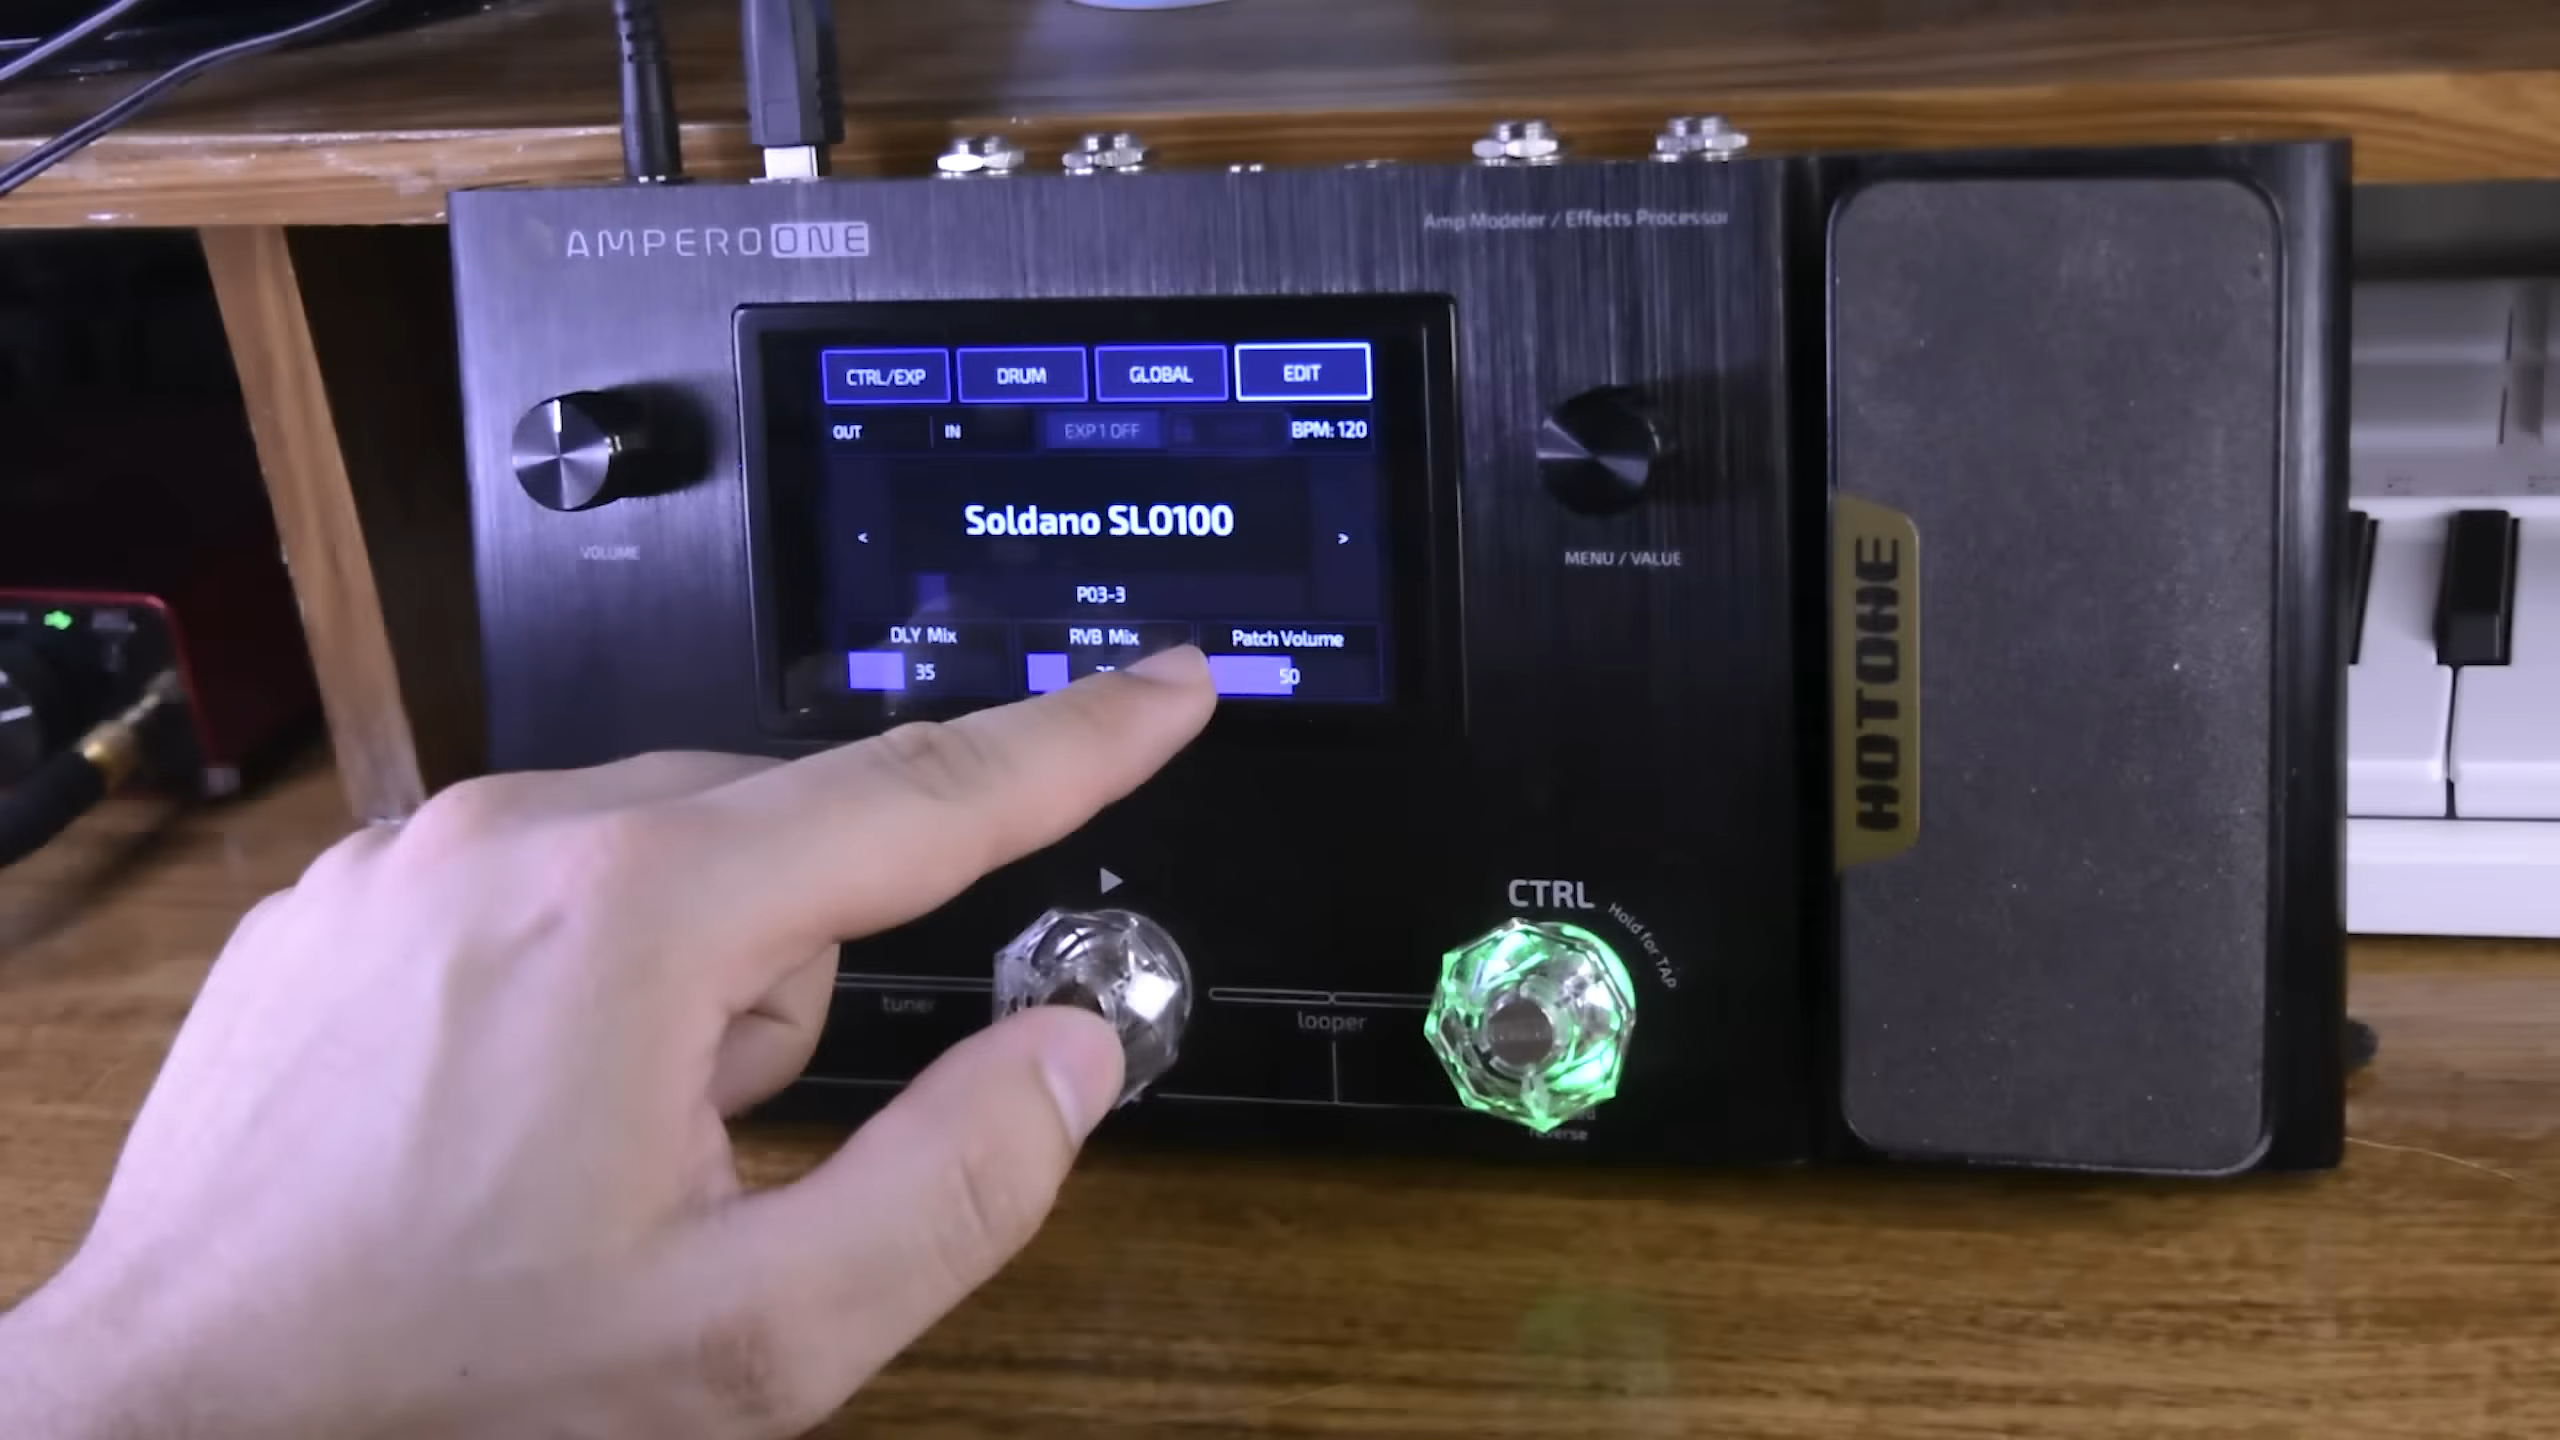 AMPERO ONE
Amp Modeler / Effects Processor
CTRL/EXP DRUM GLOBAL EDIT
OUT IN EXP 1 OFF BPM: 120
< Soldano SLO100 >
P03-3
DLY Mix RVB Mix Patch Volume
35 50
VOLUME
MENU / VALUE
HOTONE
CTRL
Hold for TAP
tuner
looper
reverse